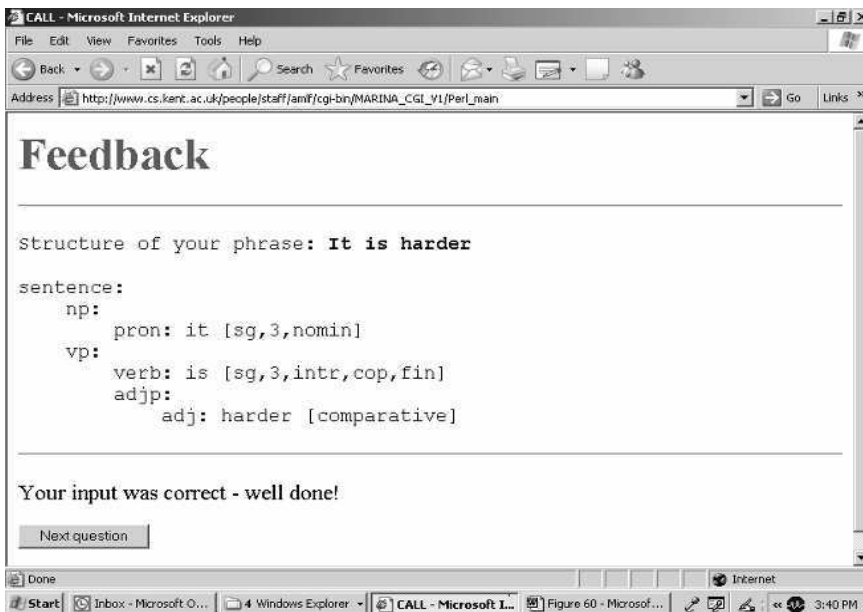 CALL - Microsoft Internet Explorer
File Edit View Favorites Tools Help
Back Search Favorites
Address http://www.cs.kent.ac.uk/people/staff/amf/cgi-bin/MARINA_CGI_V1/Perl_main Go Links »
Feedback
Structure of your phrase: It is harder
sentence:
np:
pron: it [sg,3,nomin]
vp:
verb: is [sg,3,intr,cop,fin]
adjp:
adj: harder [comparative]
Your input was correct - well done!
Next question
Done Internet
Start Inbox - Microsoft O... 4 Windows Explorer CALL - Microsoft I... Figure 60 - Microsof... « 3:40 PM